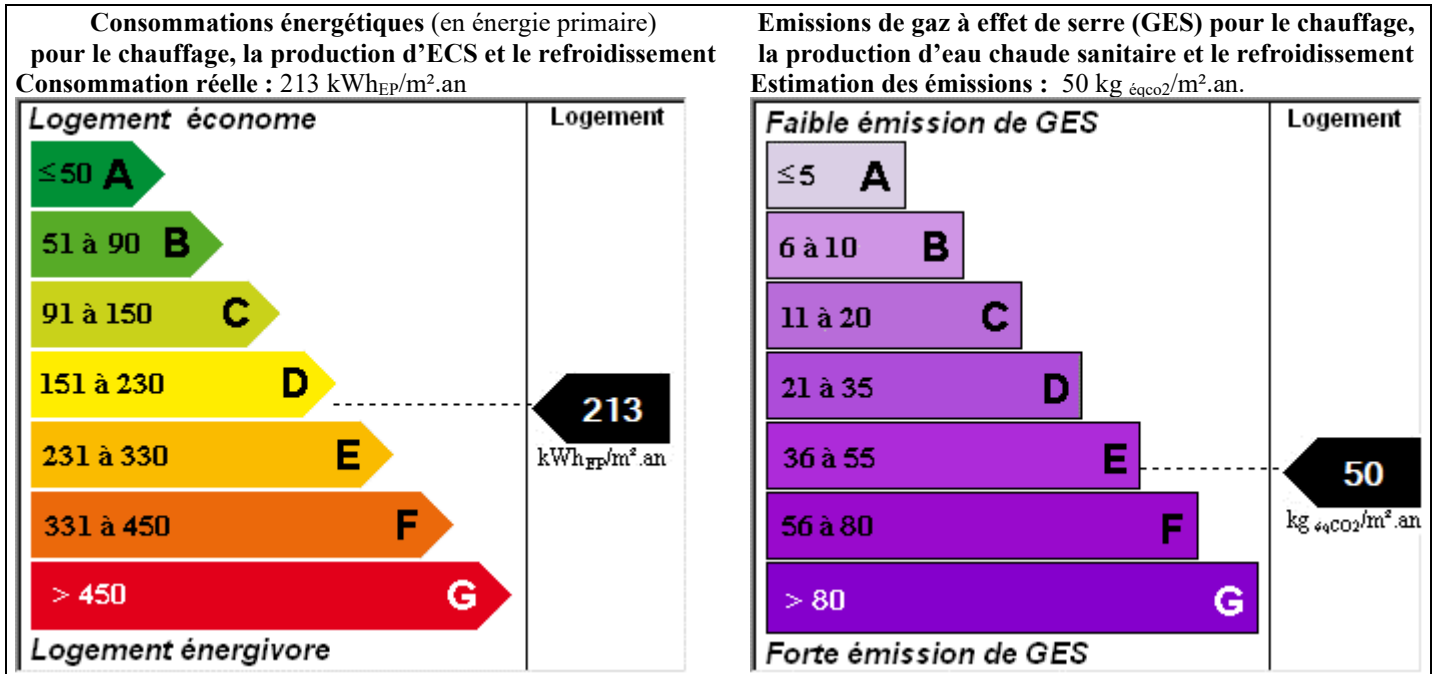 Consommations énergétiques (en énergie primaire)
pour le chauffage, la production d’ECS et le refroidissement
Consommation réelle : 213 kWhEP/m².an
Logement économe
Logement
≤50 A
51 à 90 B
91 à 150 C
151 à 230 D
231 à 330 E
331 à 450 F
> 450 G
213
kWhEP/m².an
Logement énergivore
Emissions de gaz à effet de serre (GES) pour le chauffage,
la production d’eau chaude sanitaire et le refroidissement
Estimation des émissions : 50 kg éqco2/m².an.
Faible émission de GES
Logement
≤5 A
6 à 10 B
11 à 20 C
21 à 35 D
36 à 55 E
56 à 80 F
> 80 G
50
kg éqCO2/m².an
Forte émission de GES